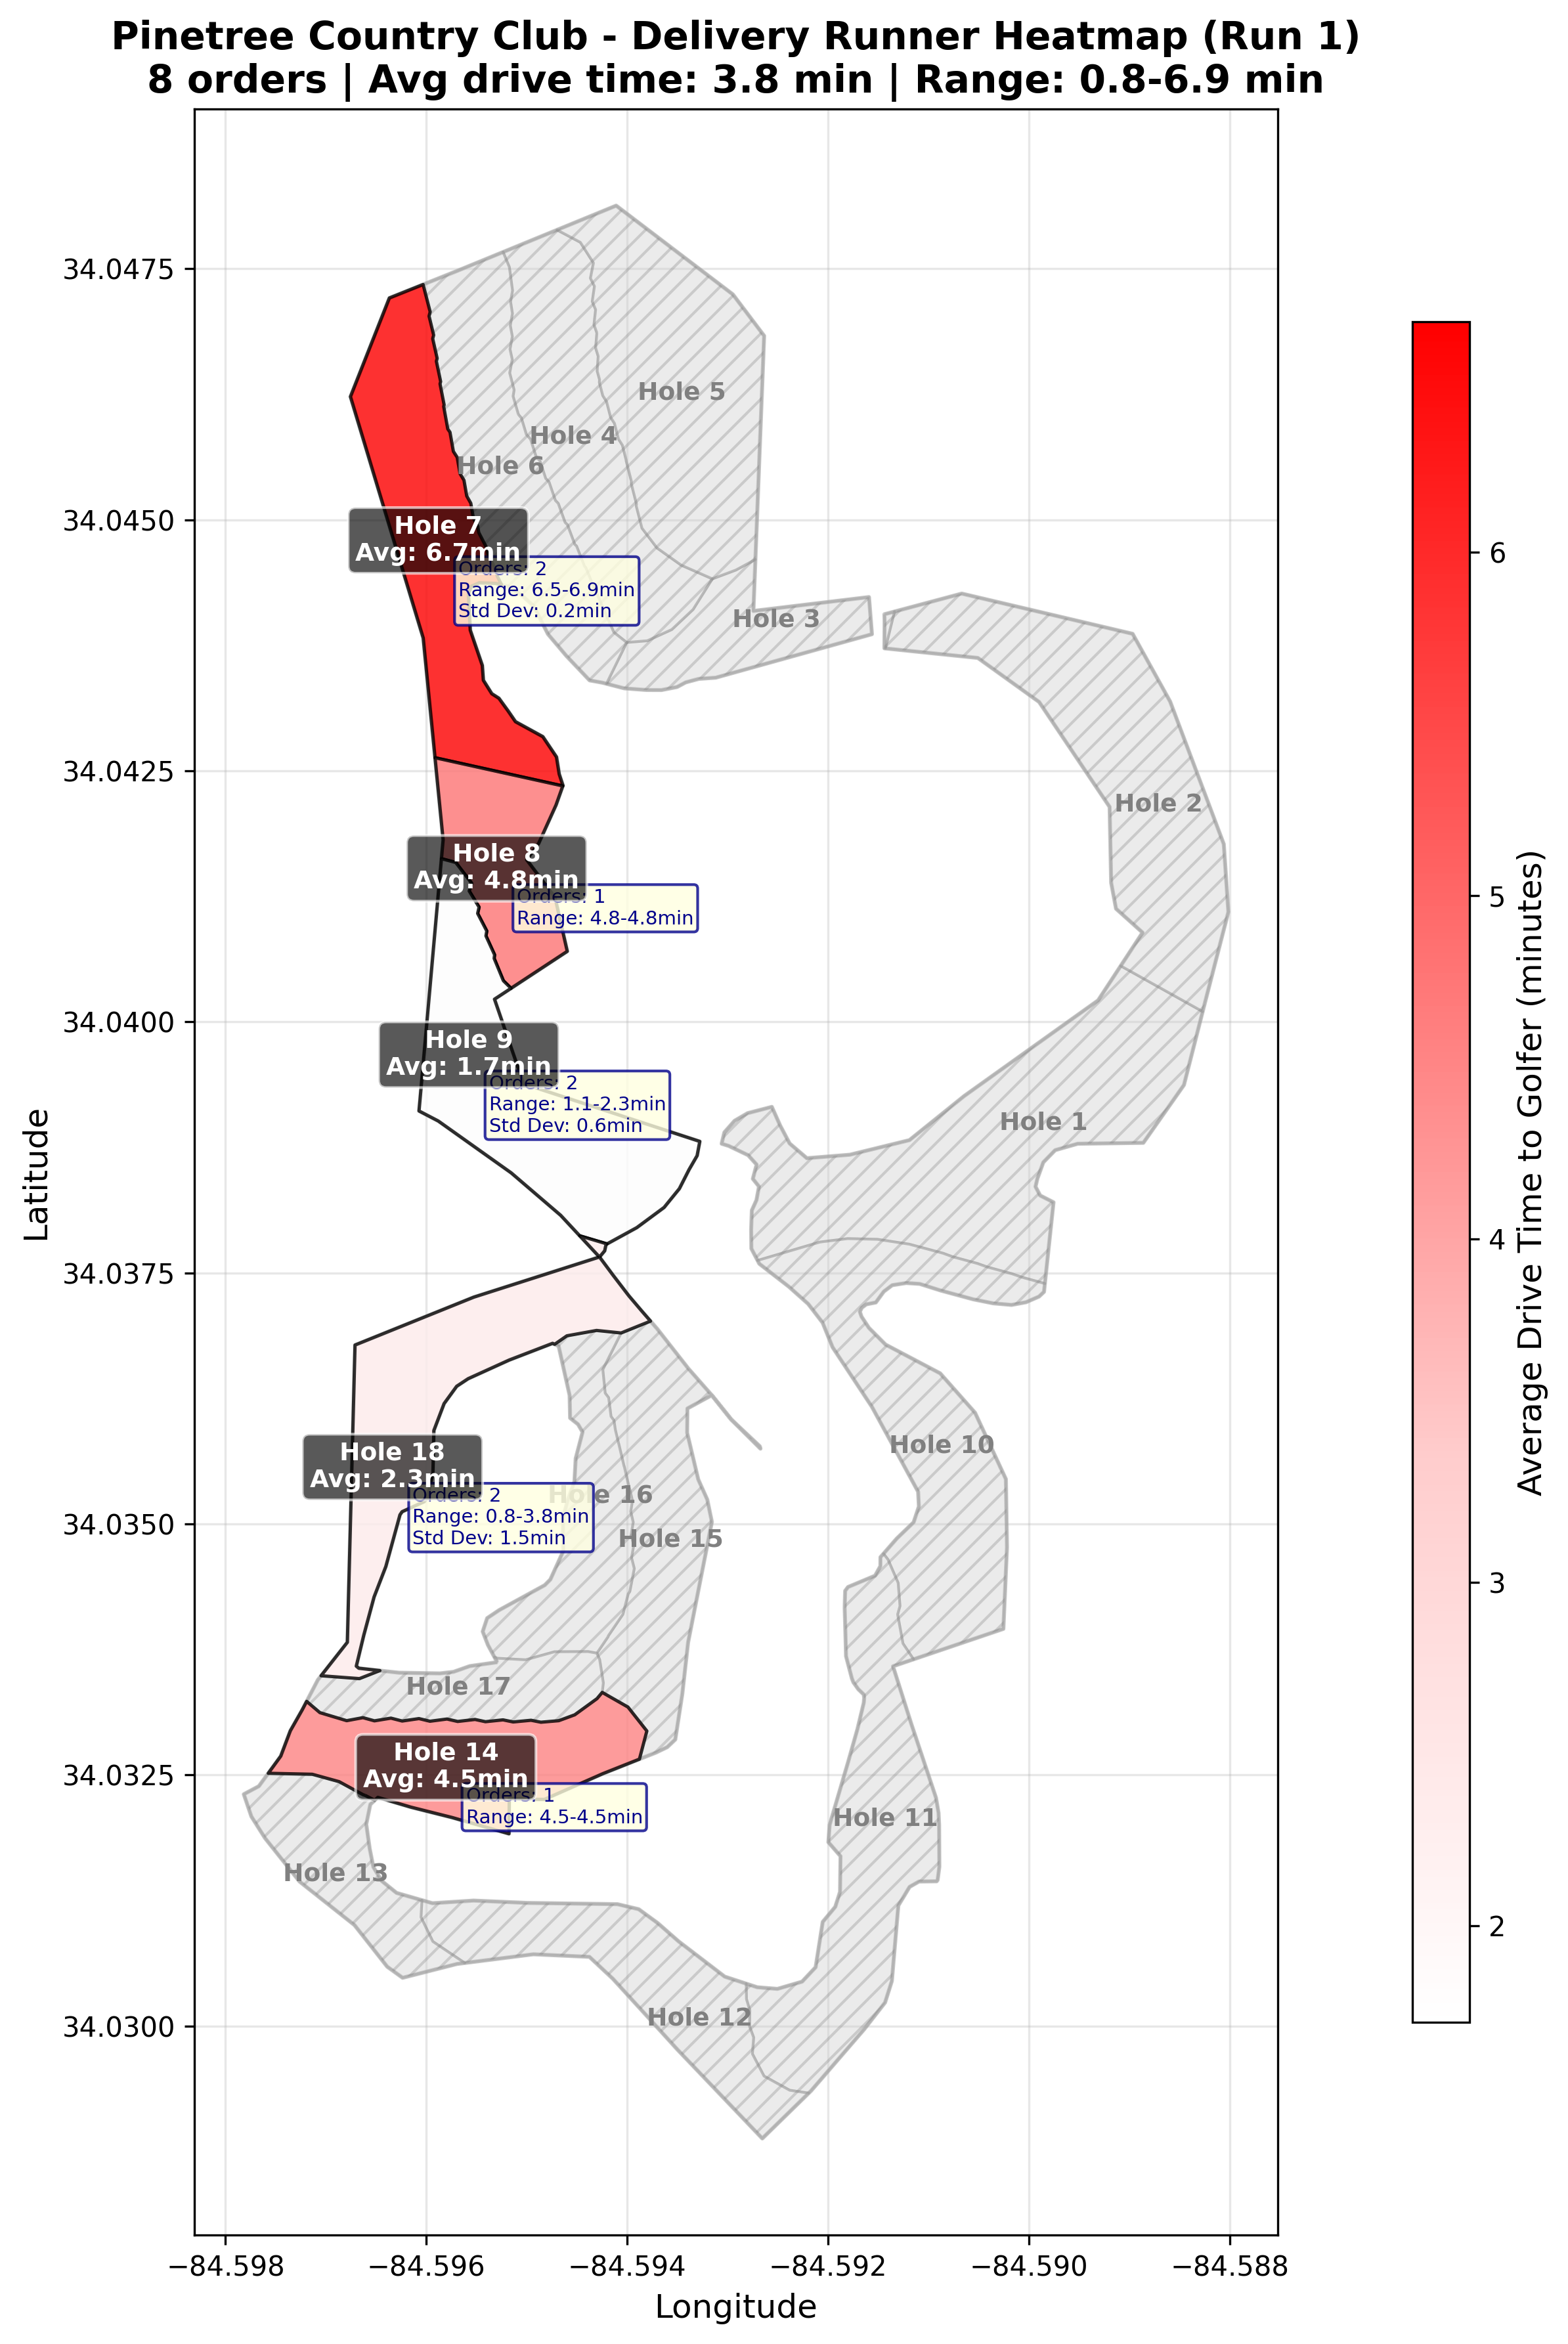 Pinetree Country Club - Delivery Runner Heatmap (Run 1)
8 orders | Avg drive time: 3.8 min | Range: 0.8-6.9 min
Latitude
34.0475
34.0450
34.0425
34.0400
34.0375
34.0350
34.0325
34.0300
Hole 5
Hole 4
Hole 6
Hole 7
Avg: 6.7min
Orders: 2
Range: 6.5-6.9min
Std Dev: 0.2min
Hole 3
Hole 2
Hole 8
Avg: 4.8min
Orders: 1
Range: 4.8-4.8min
Hole 9
Avg: 1.7min
Orders: 2
Range: 1.1-2.3min
Std Dev: 0.6min
Hole 1
Hole 10
Hole 18
Avg: 2.3min
Orders: 2
Range: 0.8-3.8min
Std Dev: 1.5min
Hole 16
Hole 15
Hole 17
Hole 14
Avg: 4.5min
Orders: 1
Range: 4.5-4.5min
Hole 11
Hole 13
Hole 12
−84.598
−84.596
−84.594
−84.592
−84.590
−84.588
Longitude
6
5
4
3
2
Average Drive Time to Golfer (minutes)